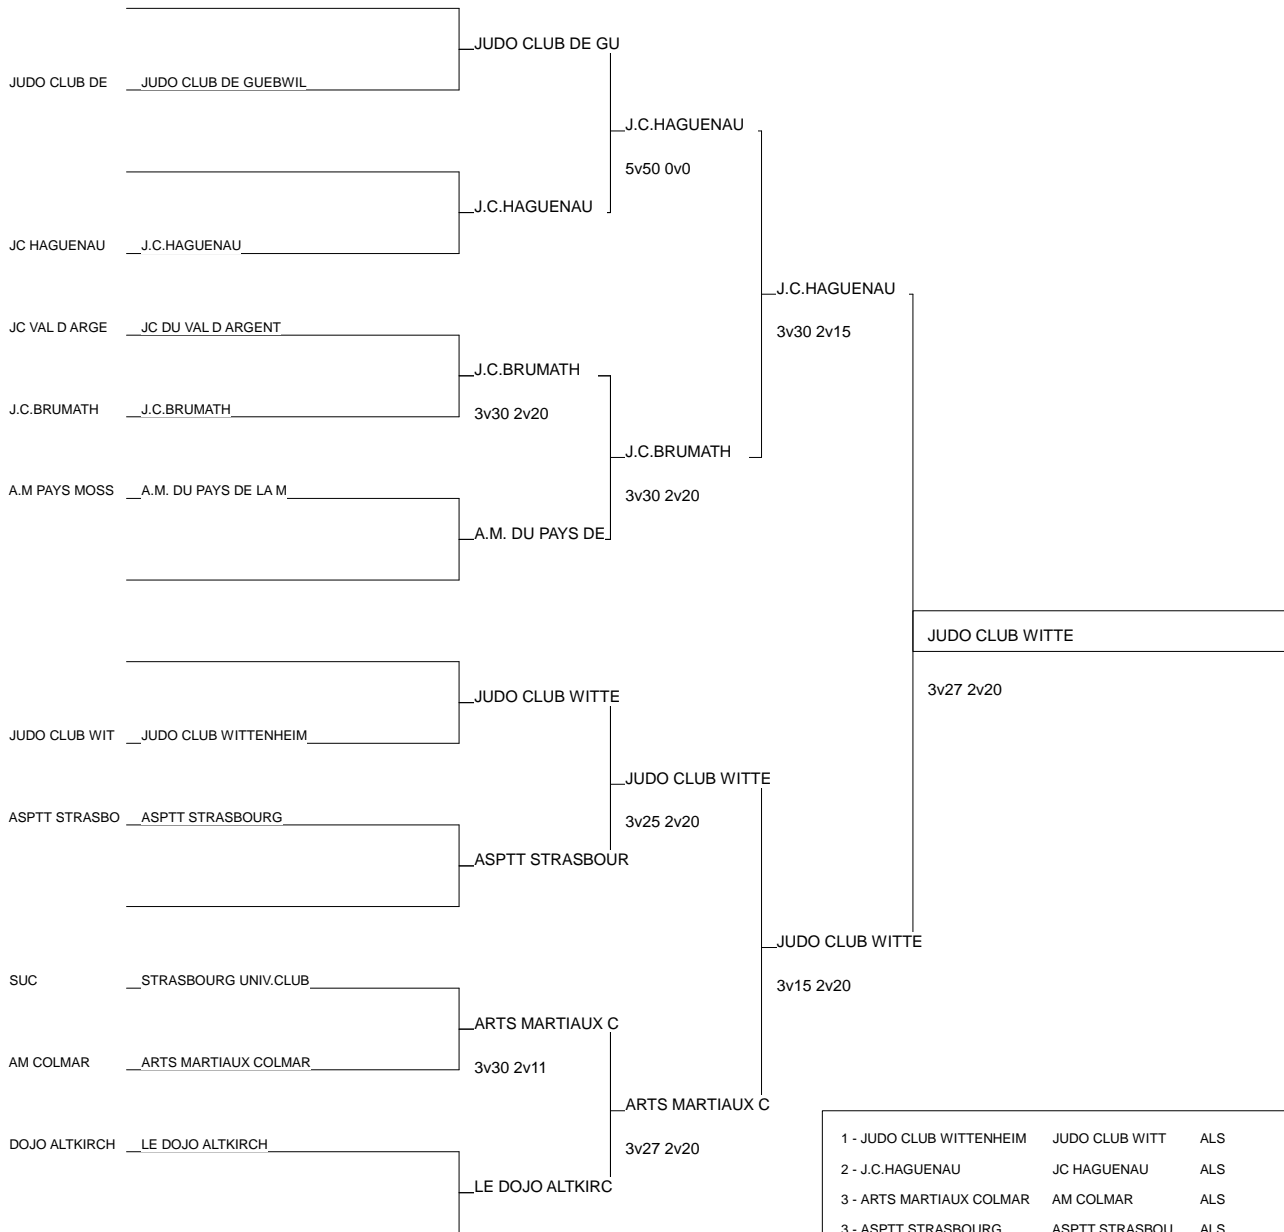 JUDO CLUB DE GU
JUDO CLUB DE JUDO CLUB DE GUEBWIL
J.C.HAGUENAU
5v50 0v0
J.C.HAGUENAU
JC HAGUENAU J.C.HAGUENAU
J.C.HAGUENAU
JC VAL D ARGE JC DU VAL D ARGENT
3v30 2v15
J.C.BRUMATH
J.C.BRUMATH J.C.BRUMATH
3v30 2v20
J.C.BRUMATH
A.M PAYS MOSS A.M. DU PAYS DE LA M
3v30 2v20
A.M. DU PAYS DE
JUDO CLUB WITTE
3v27 2v20
JUDO CLUB WITTE
JUDO CLUB WIT JUDO CLUB WITTENHEIM
JUDO CLUB WITTE
ASPTT STRASBO ASPTT STRASBOURG
3v25 2v20
ASPTT STRASBOUR
JUDO CLUB WITTE
SUC STRASBOURG UNIV.CLUB
3v15 2v20
ARTS MARTIAUX C
AM COLMAR ARTS MARTIAUX COLMAR
3v30 2v11
ARTS MARTIAUX C
DOJO ALTKIRCH LE DOJO ALTKIRCH
3v27 2v20
LE DOJO ALTKIRC
1 - JUDO CLUB WITTENHEIM JUDO CLUB WITT ALS
2 - J.C.HAGUENAU JC HAGUENAU ALS
3 - ARTS MARTIAUX COLMAR AM COLMAR ALS
3 - ASPTT STRASBOURG ASPTT STRASBOU ALS